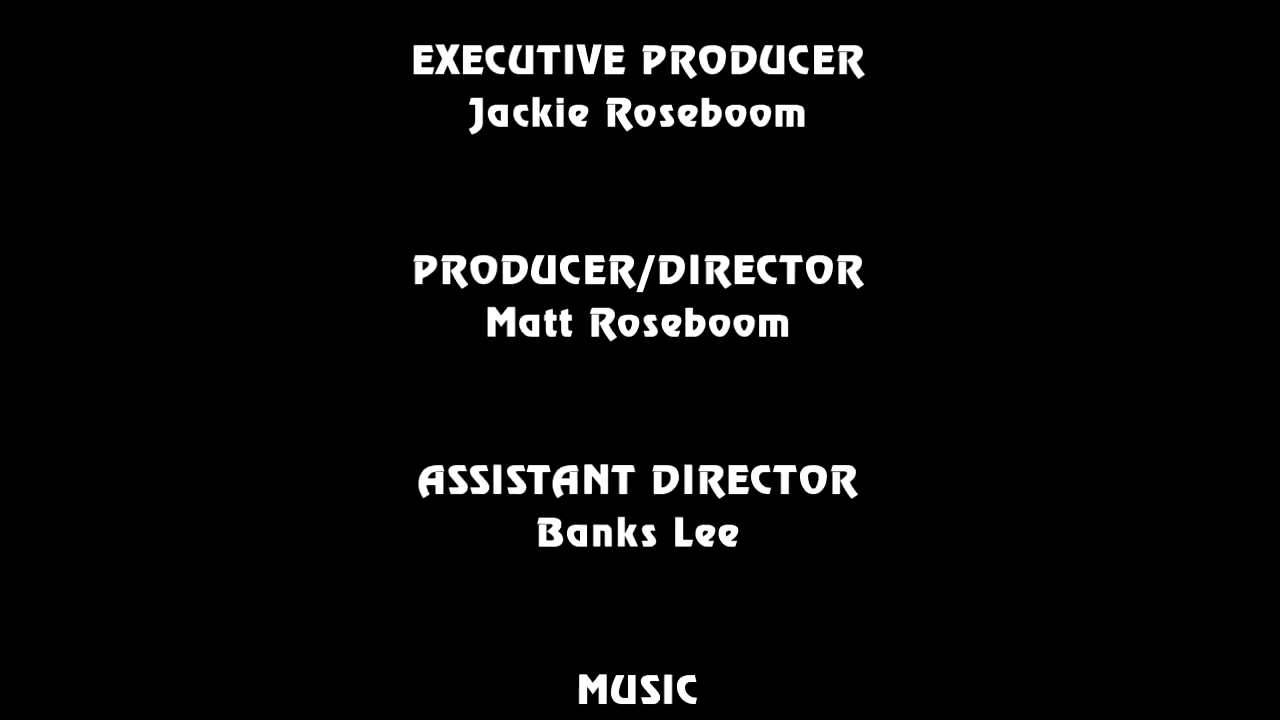 EXECUTIVE PRODUCER
Jackie Roseboom
PRODUCER/DIRECTOR
Matt Roseboom
ASSISTANT DIRECTOR
Banks Lee
MUSIC